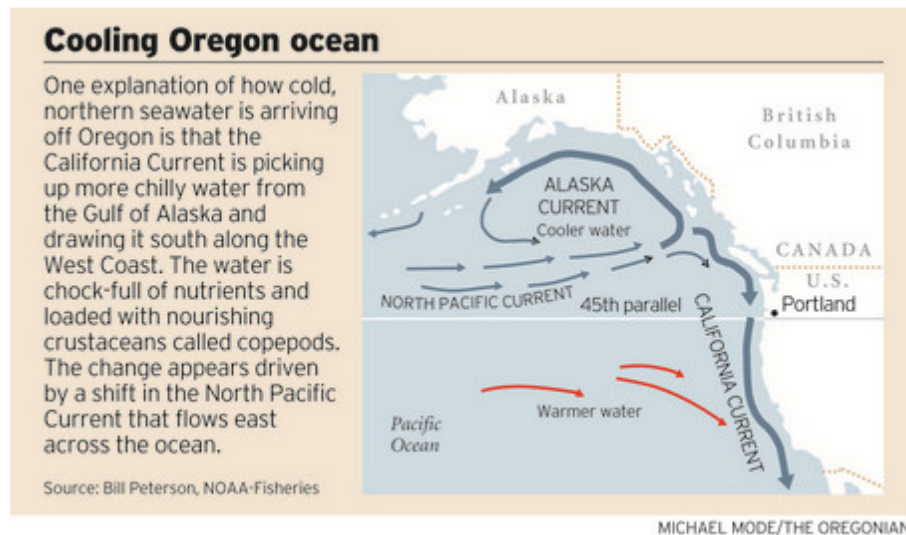 Cooling Oregon ocean
One explanation of how cold,
northern seawater is arriving
off Oregon is that the
California Current is picking
up more chilly water from
the Gulf of Alaska and
drawing it south along the
West Coast. The water is
chock-full of nutrients and
loaded with nourishing
crustaceans called copepods.
The change appears driven
by a shift in the North Pacific
Current that flows east
across the ocean.
Source: Bill Peterson, NOAA-Fisheries
Alaska
British
Columbia
ALASKA
CURRENT
Cooler water
CANADA
U.S.
NORTH PACIFIC CURRENT
45th parallel
Portland
CALIFORNIA CURRENT
Warmer water
Pacific
Ocean
MICHAEL MODE/THE OREGONIAN